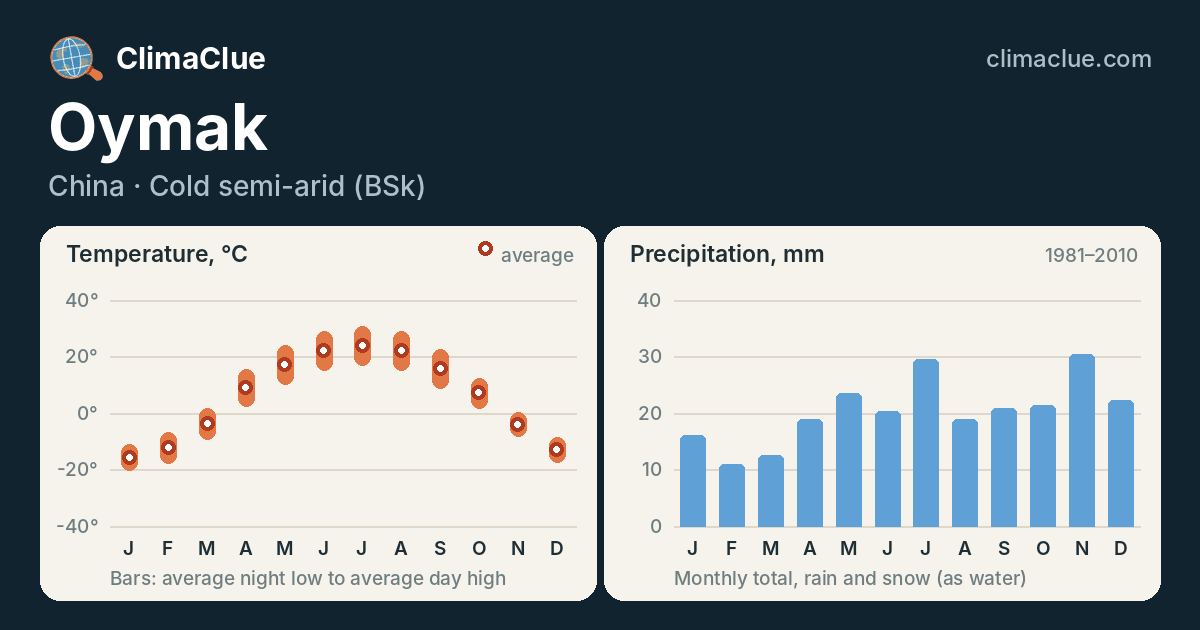 ClimaClue
climaclue.com
Oymak
China · Cold semi-arid (BSk)
Temperature, °C
average
40°
20°
0°
-20°
-40°
J F M A M J J A S O N D
Bars: average night low to average day high
Precipitation, mm
1981–2010
40
30
20
10
0
J F M A M J J A S O N D
Monthly total, rain and snow (as water)